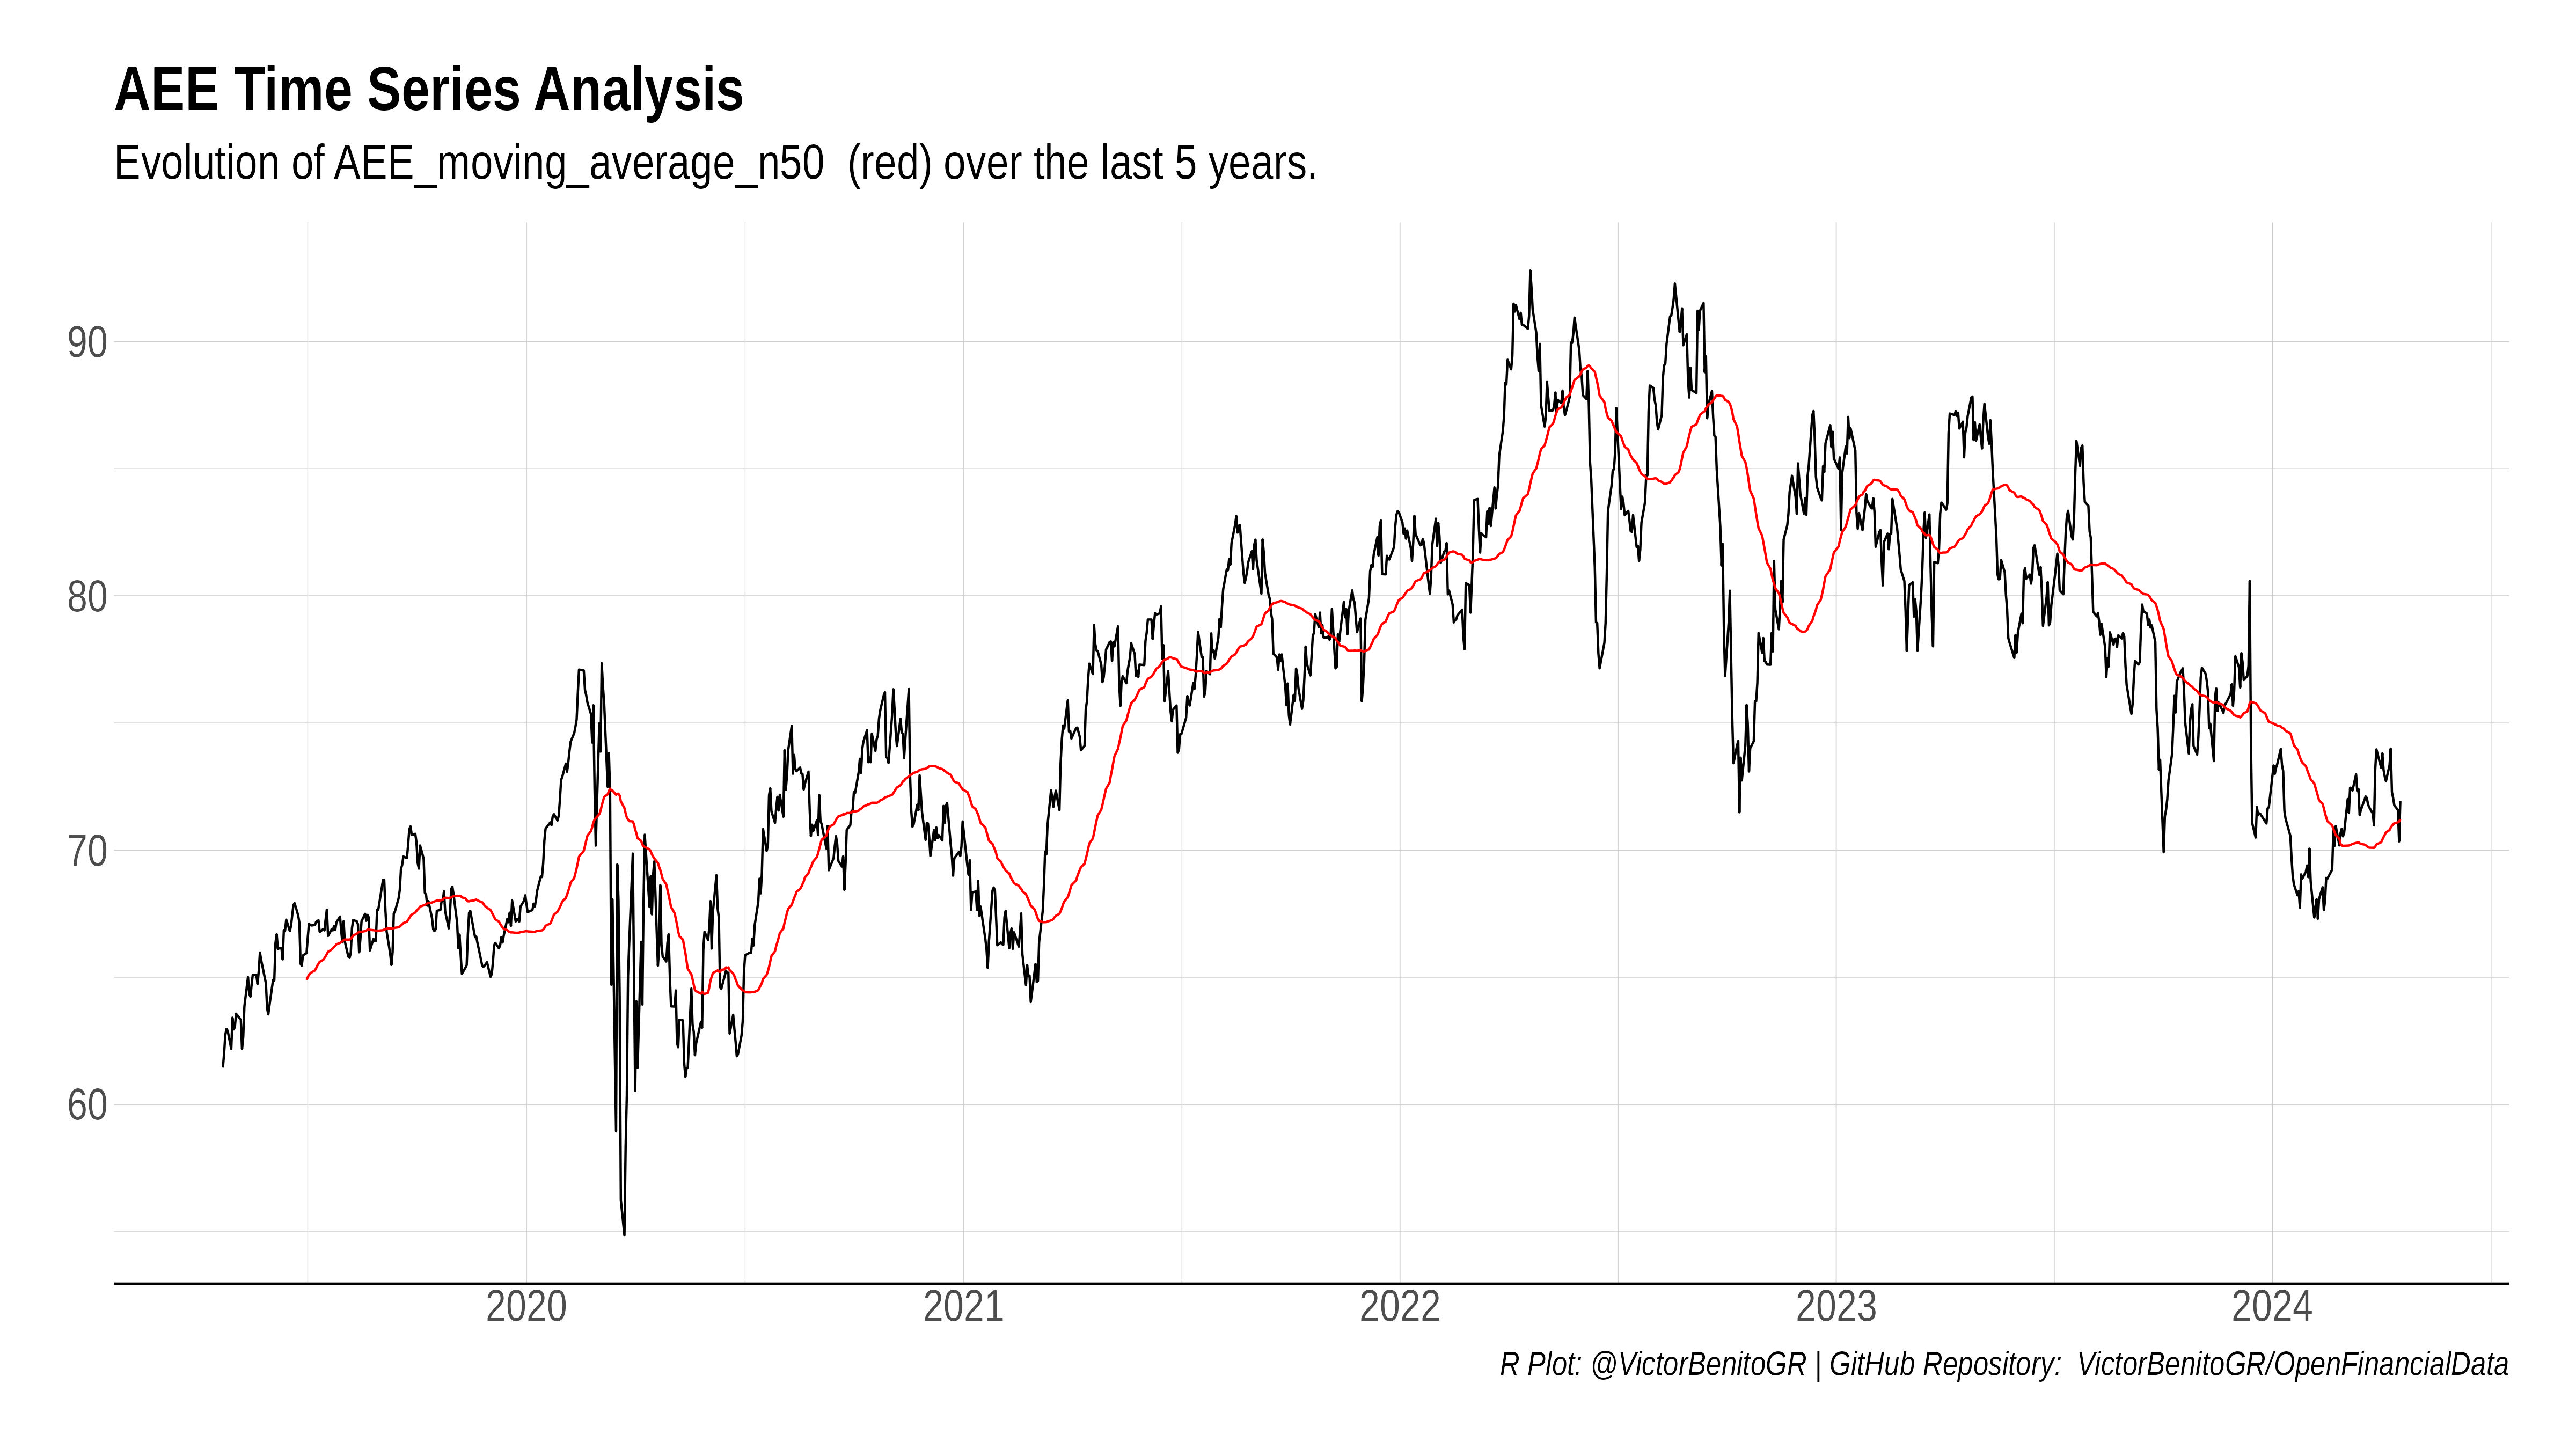 AEE Time Series Analysis
Evolution of AEE_moving_average_n50  (red) over the last 5 years.
90
80
70
60
2020 2021 2022 2023 2024
R Plot: @VictorBenitoGR | GitHub Repository:  VictorBenitoGR/OpenFinancialData